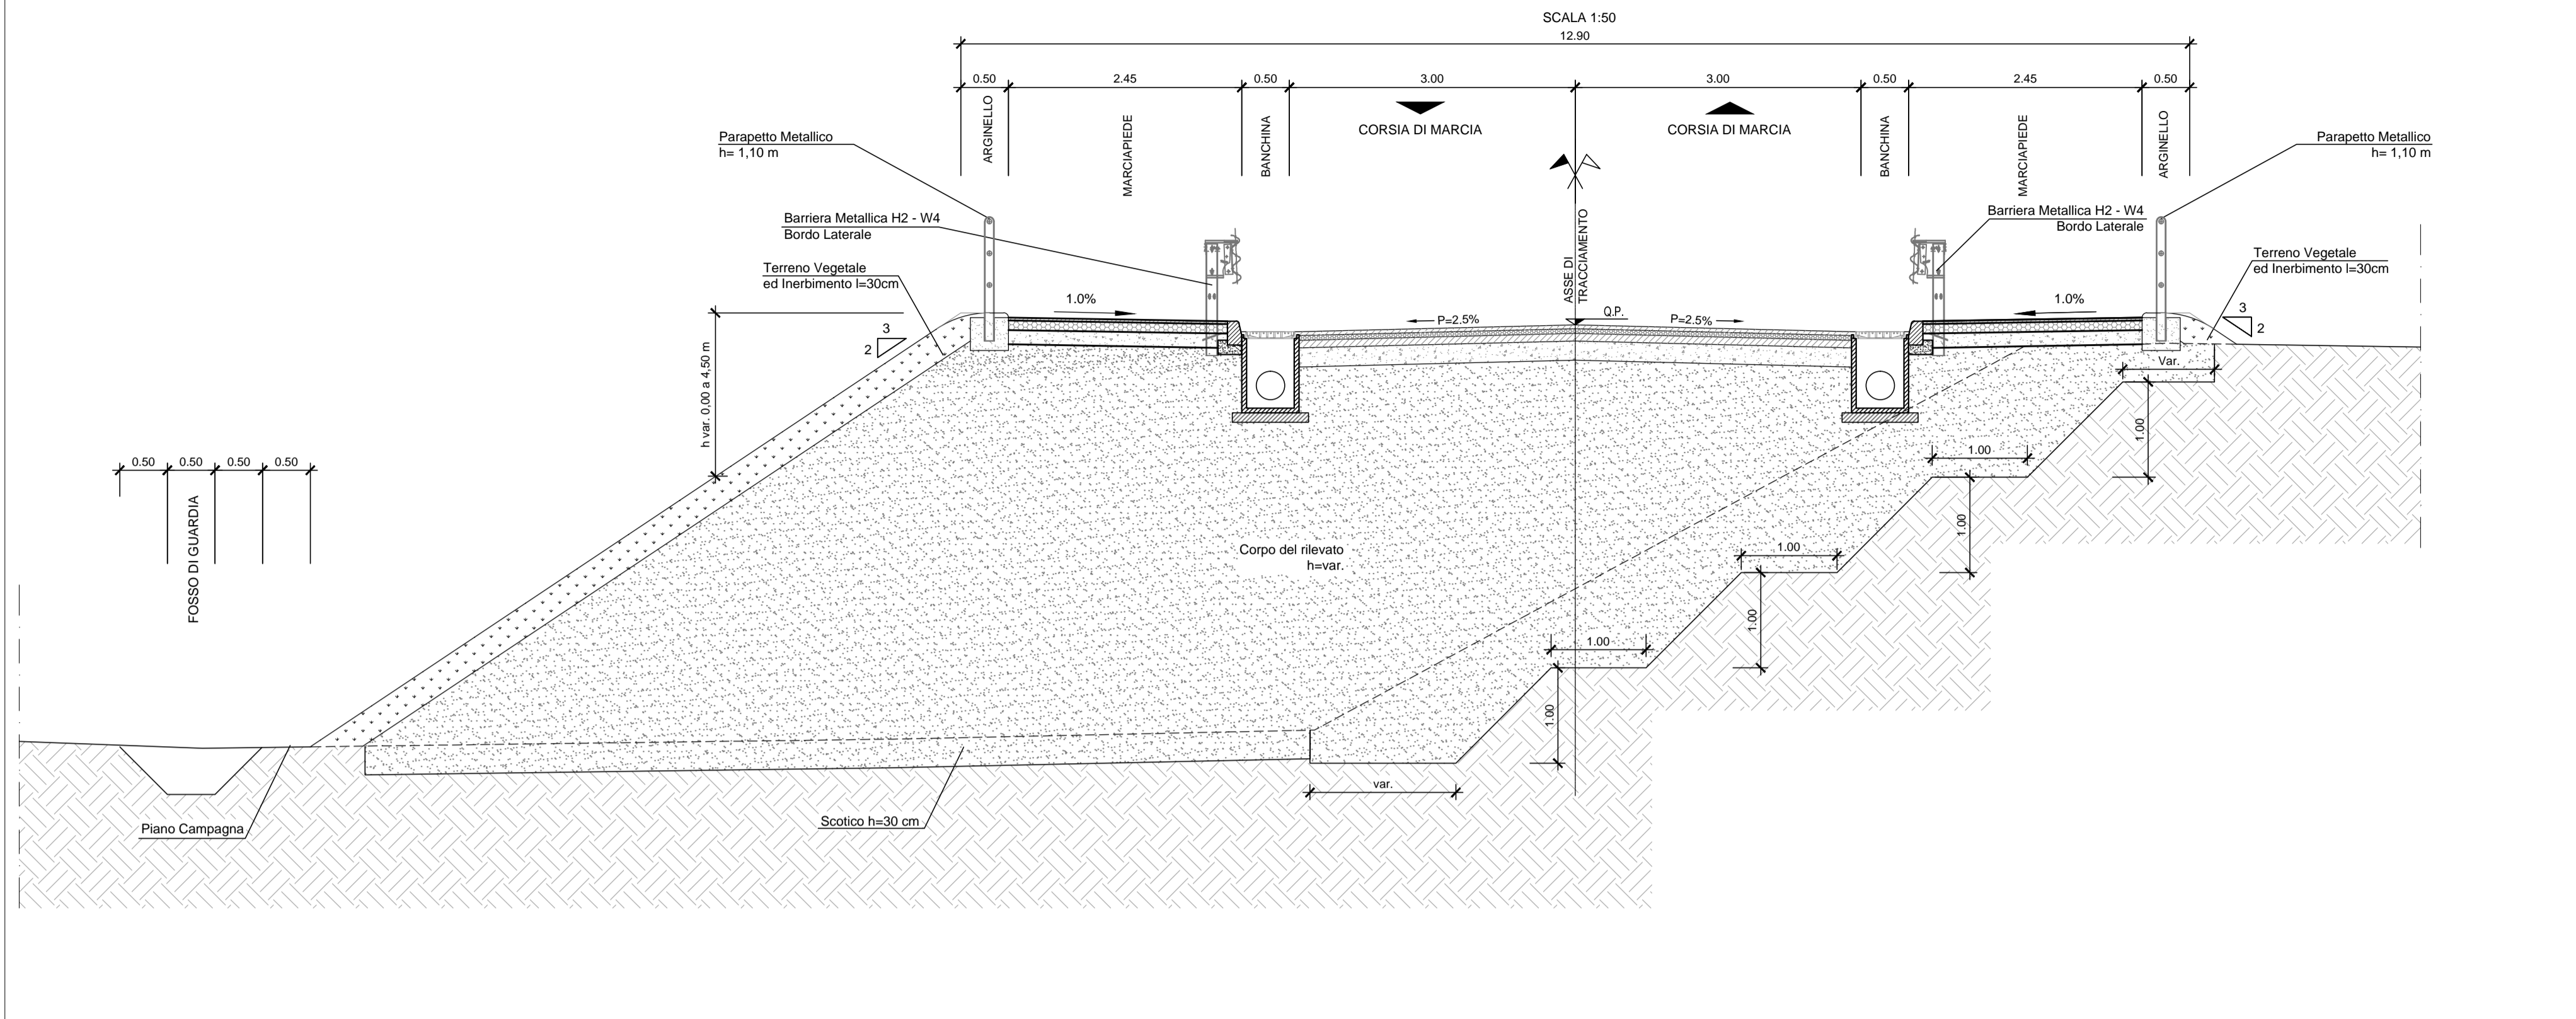 SCALA 1:50
12.90
0.50
2.45
0.50
3.00
3.00
0.50
2.45
0.50
ARGINELLO
MARCIAPIEDE
BANCHINA
CORSIA DI MARCIA
CORSIA DI MARCIA
BANCHINA
MARCIAPIEDE
ARGINELLO
Parapetto Metallico
h= 1,10 m
Parapetto Metallico
h= 1,10 m
Barriera Metallica H2 - W4
Bordo Laterale
Barriera Metallica H2 - W4
Bordo Laterale
ASSE DI
TRACCIAMENTO
Terreno Vegetale
ed Inerbimento l=30cm
Terreno Vegetale
ed Inerbimento l=30cm
1.0%
1.0%
P=2.5%
Q.P.
P=2.5%
3
2
3
2
h var. 0,00 a 4,50 m
Var.
1.00
1.00
1.00
1.00
1.00
1.00
1.00
0.50
0.50
0.50
0.50
FOSSO DI GUARDIA
Corpo del rilevato
h=var.
var.
Piano Campagna
Scotico h=30 cm